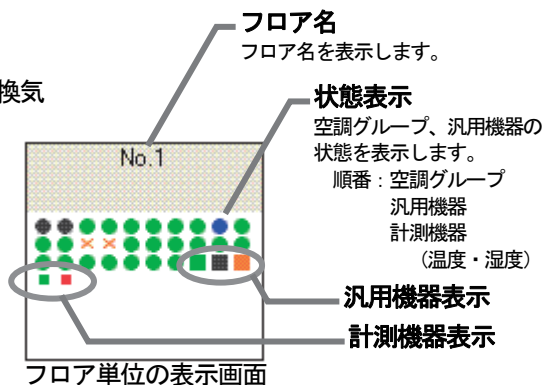 フロア名
フロア名を表示します。
換気
状態表示
空調グループ、汎用機器の
状態を表示します。
順番：空調グループ
汎用機器
計測機器
（温度・湿度）
No.1
汎用機器表示
計測機器表示
フロア単位の表示画面